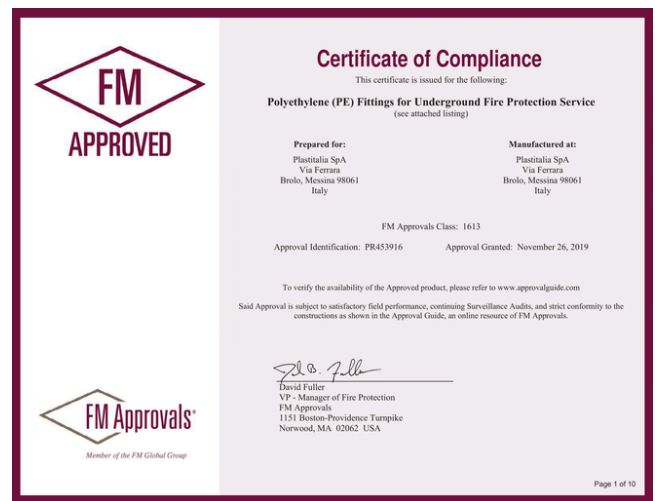 FM
APPROVED
Certificate of Compliance
This certificate is issued for the following:
Polyethylene (PE) Fittings for Underground Fire Protection Service
(see attached listing)
Prepared for:
Plastitalia SpA
Via Ferrara
Brolo, Messina 98061
Italy
Manufactured at:
Plastitalia SpA
Via Ferrara
Brolo, Messina 98061
Italy
FM Approvals Class: 1613
Approval Identification: PR453916 Approval Granted: November 26, 2019
To verify the availability of the Approved product, please refer to www.approvalguide.com
Said Approval is subject to satisfactory field performance, continuing Surveillance Audits, and strict conformity to the
constructions as shown in the Approval Guide, an online resource of FM Approvals.
David Fuller
VP - Manager of Fire Protection
FM Approvals
1151 Boston-Providence Turnpike
Norwood, MA 02062 USA
FM Approvals
Member of the FM Global Group
Page 1 of 10